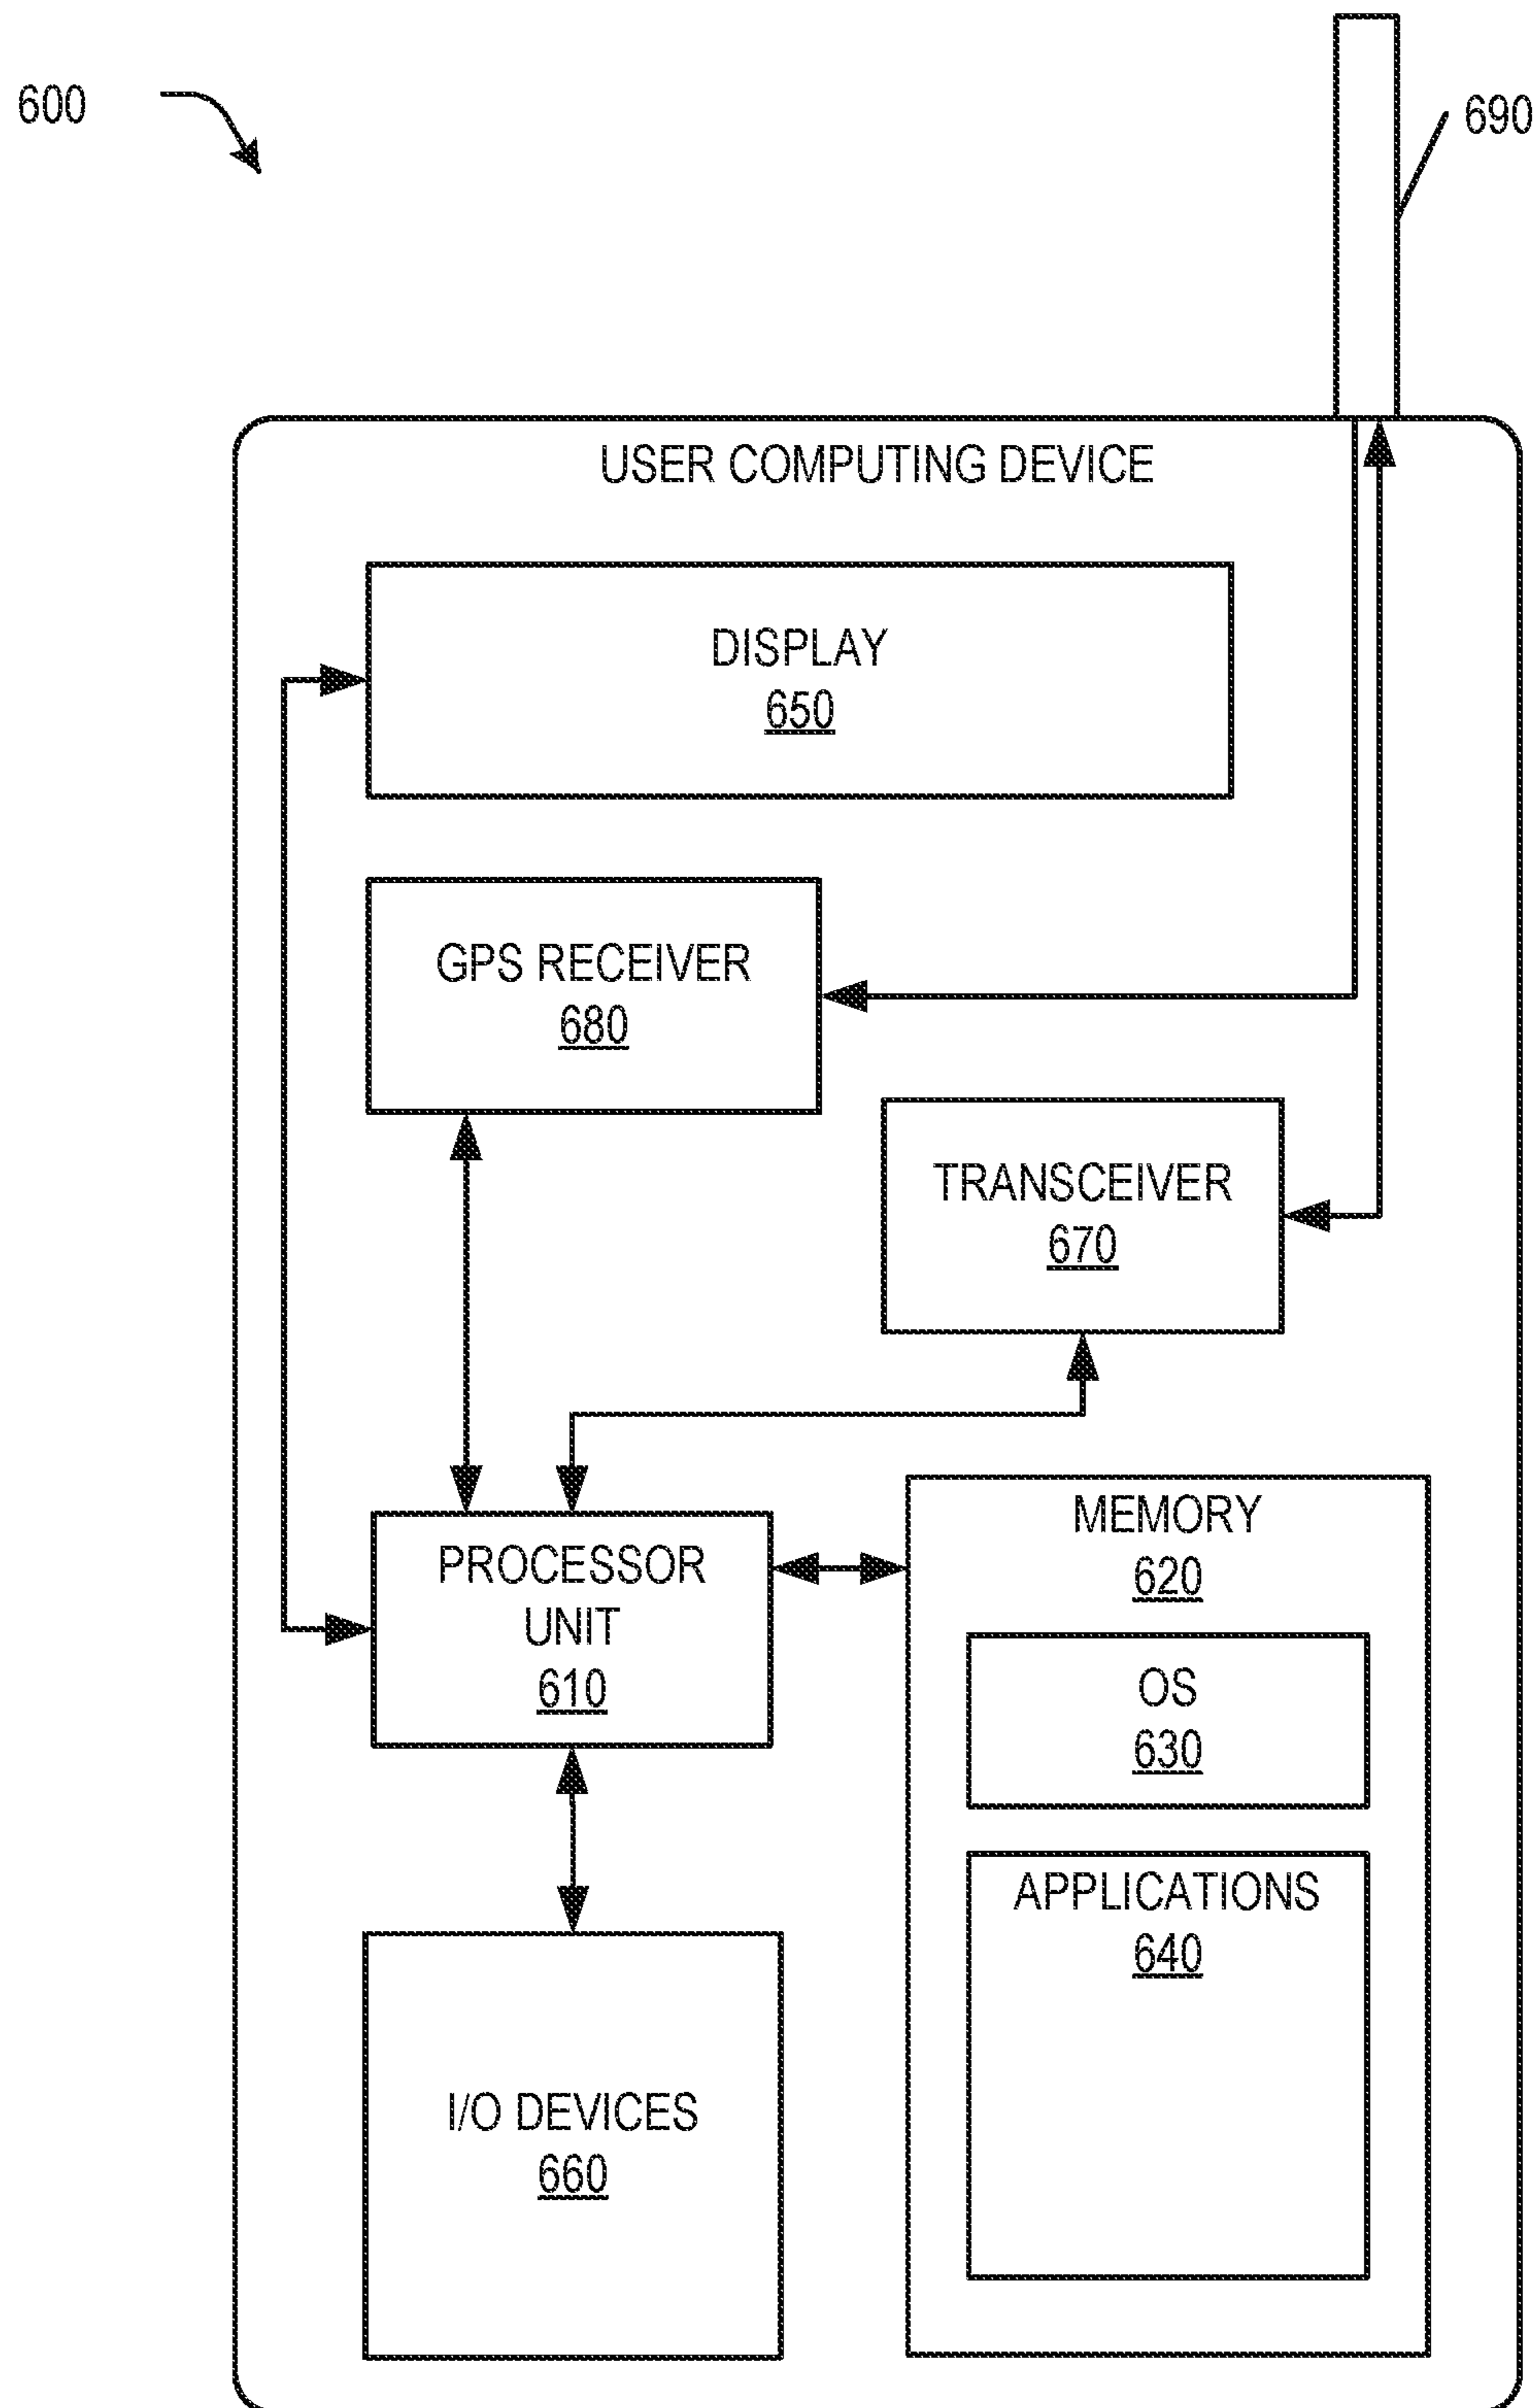 600
690
USER COMPUTING DEVICE
DISPLAY
650
GPS RECEIVER
680
TRANSCEIVER
670
PROCESSOR
UNIT
610
MEMORY
620
OS
630
APPLICATIONS
640
I/O DEVICES
660